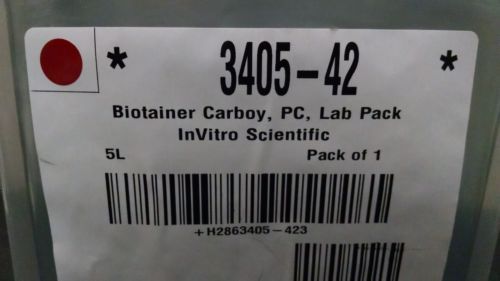 * 3405-42 *
Biotainer Carboy, PC, Lab Pack
InVitro Scientific
5L Pack of 1
+H2863405-423